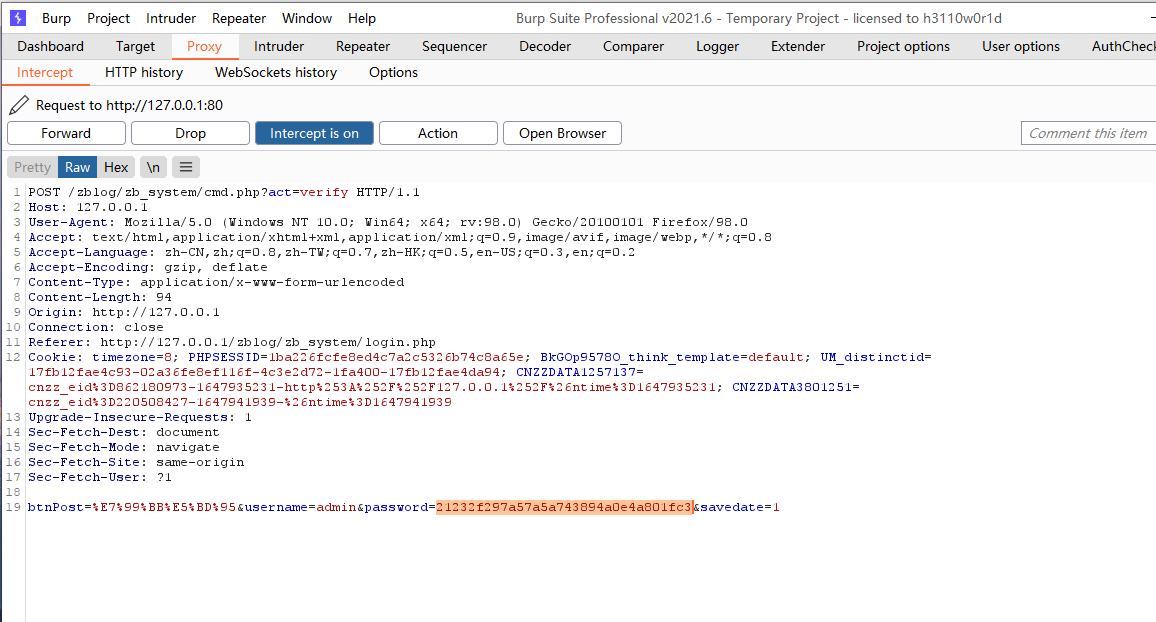 Burp Project Intruder Repeater Window Help Burp Suite Professional v2021.6 - Temporary Project - licensed to h3110w0r1d
Dashboard Target Proxy Intruder Repeater Sequencer Decoder Comparer Logger Extender Project options User options AuthCheck
Intercept HTTP history WebSockets history Options
Request to http://127.0.0.1:80
Forward Drop Intercept is on Action Open Browser Comment this item
Pretty Raw Hex \n
1 POST /zblog/zb_system/cmd.php?act=verify HTTP/1.1
2 Host: 127.0.0.1
3 User-Agent: Mozilla/5.0 (Windows NT 10.0; Win64; x64; rv:98.0) Gecko/20100101 Firefox/98.0
4 Accept: text/html,application/xhtml+xml,application/xml;q=0.9,image/avif,image/webp,*/*;q=0.8
5 Accept-Language: zh-CN,zh;q=0.8,zh-TW;q=0.7,zh-HK;q=0.5,en-US;q=0.3,en;q=0.2
6 Accept-Encoding: gzip, deflate
7 Content-Type: application/x-www-form-urlencoded
8 Content-Length: 94
9 Origin: http://127.0.0.1
10 Connection: close
11 Referer: http://127.0.0.1/zblog/zb_system/login.php
12 Cookie: timezone=8; PHPSESSID=1ba226fcfe8ed4c7a2c5326b74c8a65e; BkGOp9578O_think_template=default; UM_distinctid=
17fb12fae4c93-02a36fe8ef116f-4c3e2d72-1fa400-17fb12fae4da94; CNZZDATA1257137=
cnzz_eid%3D862180973-1647935231-http%253A%252F%252F127.0.0.1%252F%26ntime%3D1647935231; CNZZDATA3801251=
cnzz_eid%3D220508427-1647941939-%26ntime%3D1647941939
13 Upgrade-Insecure-Requests: 1
14 Sec-Fetch-Dest: document
15 Sec-Fetch-Mode: navigate
16 Sec-Fetch-Site: same-origin
17 Sec-Fetch-User: ?1
18
19 btnPost=%E7%99%BB%E5%BD%95&username=admin&password=21232f297a57a5a743894a0e4a801fc3&savedate=1